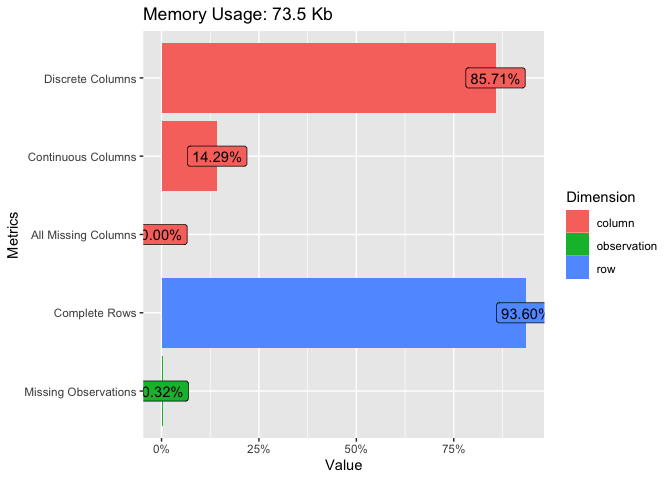 Memory Usage: 73.5 Kb
Metrics
Discrete Columns
85.71%
Continuous Columns
14.29%
All Missing Columns
0.00%
Complete Rows
93.60%
Missing Observations
0.32%
0%
25%
50%
75%
Value
Dimension
column
observation
row